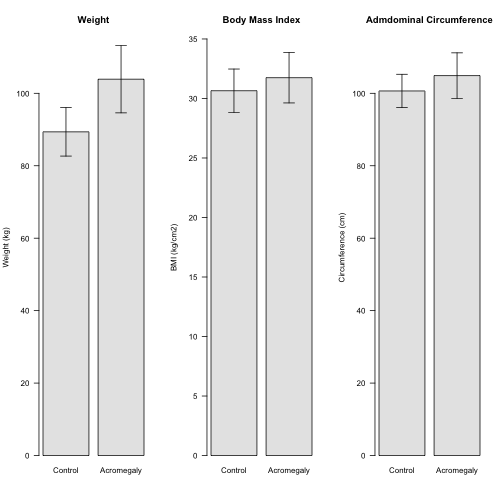 Weight
Weight (kg)
100
80
60
40
20
0
Control Acromegaly
Body Mass Index
BMI (kg/cm2)
35
30
25
20
15
10
5
0
Control Acromegaly
Admdominal Circumference
Circumference (cm)
100
80
60
40
20
0
Control Acromegaly